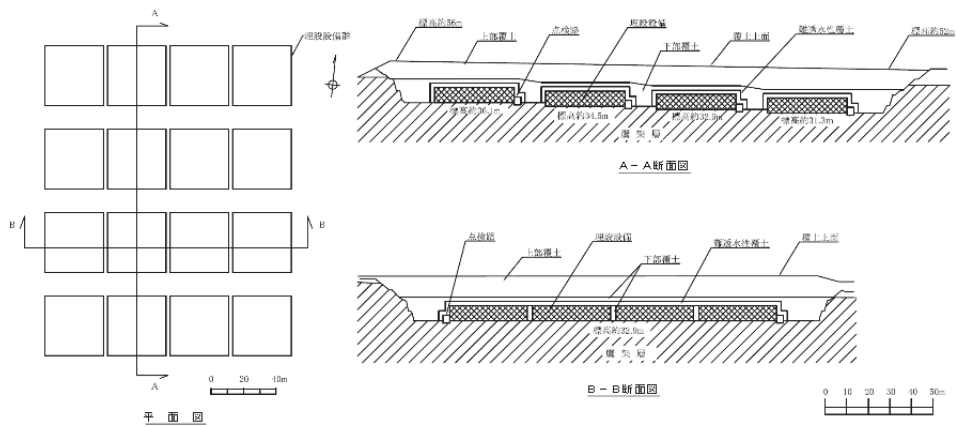 A
埋設設備群
B
B
A
0 20 40m
平 面 図
標高約56m
上部覆土
点検路
埋設設備
下部覆土
覆土上面
難透水性覆土
標高約52m
標高約36.1m
標高約34.5m
標高約32.9m
標高約31.3m
鷹 架 層
A－A断面図
点検路
上部覆土
埋設設備
下部覆土
難透水性覆土
覆土上面
標高約32.9m
鷹 架 層
B－B断面図
0 10 20 30 40 50m